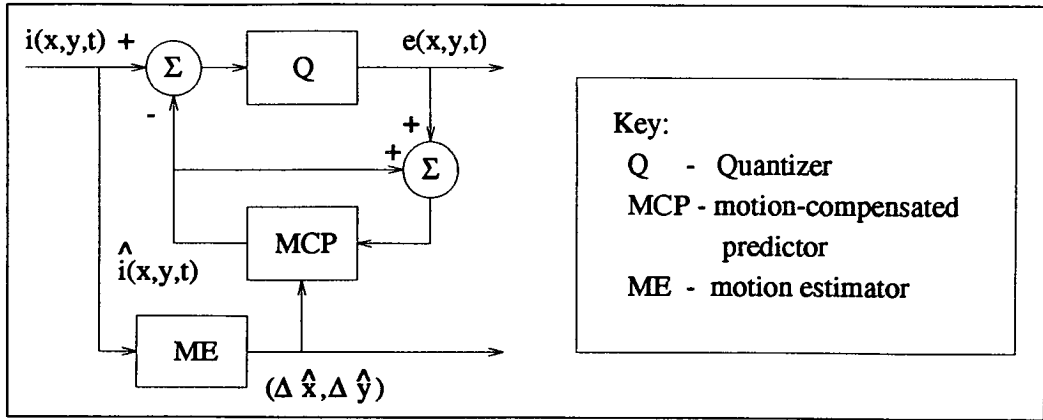 i(x,y,t) +
Σ
Q
e(x,y,t)
-
+
+
Σ
MCP
î(x,y,t)
ME
(Δ x̂, Δ ŷ)
Key:
Q - Quantizer
MCP - motion-compensated
predictor
ME - motion estimator